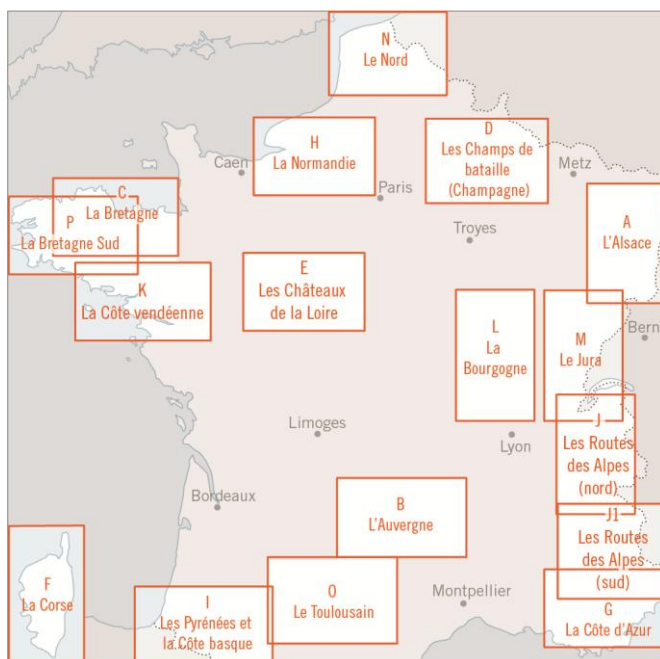 N
Le Nord
H
La Normandie
D
Les Champs de
bataille
(Champagne)
Caen
Metz
Paris
C
La Bretagne
P
La Bretagne Sud
Troyes
A
L'Alsace
E
Les Châteaux
de la Loire
K
La Côte vendéenne
L
La
Bourgogne
M
Le Jura
Bern
Limoges
Lyon
J
Les Routes
des Alpes
(nord)
Bordeaux
B
L'Auvergne
J1
Les Routes
des Alpes
(sud)
F
La Corse
I
Les Pyrénées et
la Côte basque
O
Le Toulousain
Montpellier
G
La Côte d'Azur